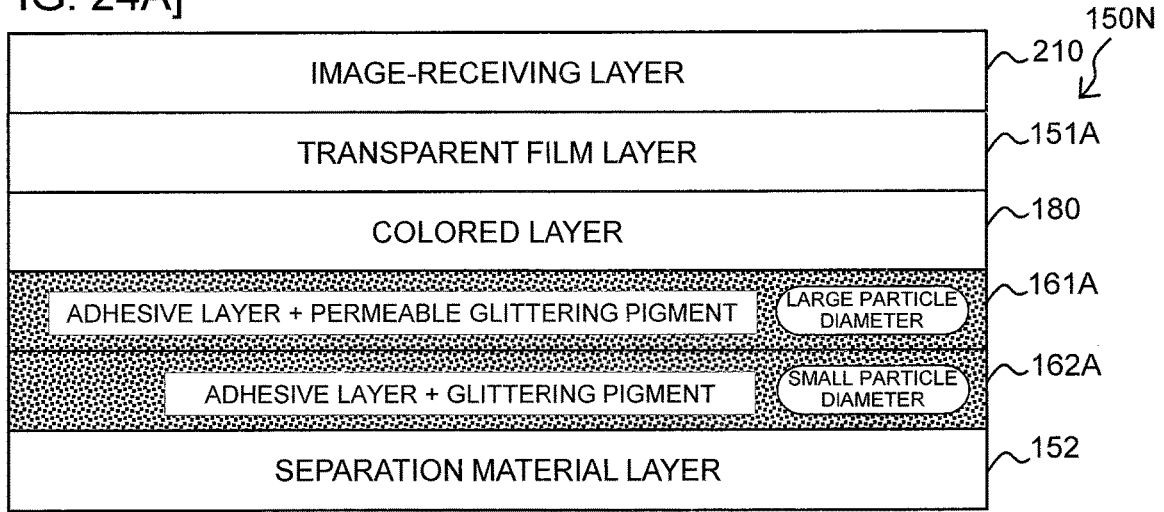 IG. 24A]
150N
IMAGE-RECEIVING LAYER
210
TRANSPARENT FILM LAYER
151A
COLORED LAYER
180
ADHESIVE LAYER + PERMEABLE GLITTERING PIGMENT
LARGE PARTICLE
DIAMETER
161A
ADHESIVE LAYER + GLITTERING PIGMENT
SMALL PARTICLE
DIAMETER
162A
SEPARATION MATERIAL LAYER
152